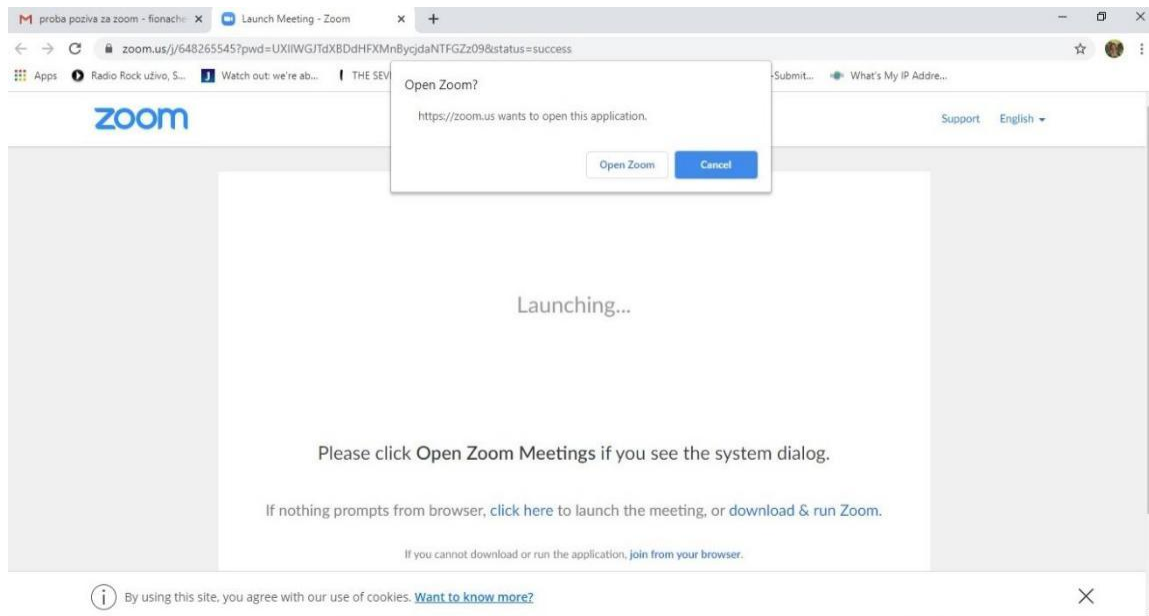 proba poziva za zoom - fionache
Launch Meeting - Zoom
zoom.us/j/648265545?pwd=UXIIWGJTdXBDdHFXMnBycjdaNTFGZz09&status=success
Apps
Radio Rock uživo, S...
Watch out: we're ab...
THE SEV
-Submit...
What's My IP Addre...
Open Zoom?
https://zoom.us wants to open this application.
Open Zoom
Cancel
zoom
Support
English
Launching...
Please click Open Zoom Meetings if you see the system dialog.
If nothing prompts from browser, click here to launch the meeting, or download & run Zoom.
If you cannot download or run the application, join from your browser.
By using this site, you agree with our use of cookies. Want to know more?